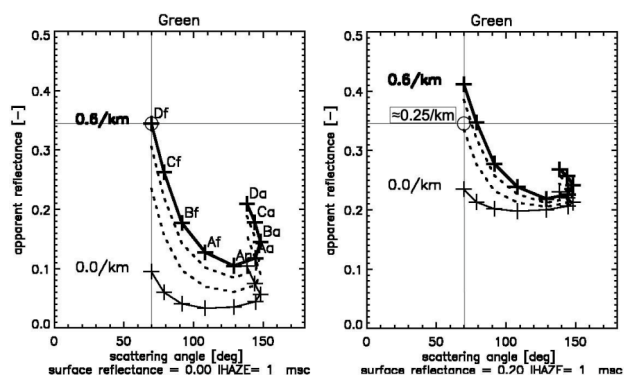 Green
0.5
0.4
0.3
0.2
0.1
0.0
apparent reflectance [-]
0.6/km
0.0/km
Df
Cf
Bf
Af
An
Da
Ca
Ba
Aa
0
50
100
150
scattering angle [deg]
surface reflectance = 0.00 IHAZE= 1 msc
Green
0.5
0.4
0.3
0.2
0.1
0.0
apparent reflectance [-]
0.6/km
≈0.25/km
0.0/km
0
50
100
150
scattering angle [deg]
surface reflectance = 0.20 IHAZE= 1 msc